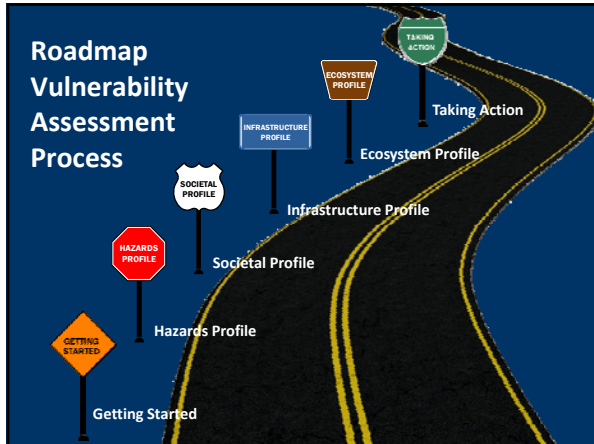 Roadmap
Vulnerability
Assessment
Process
TAKING
ACTION
Taking Action
ECOSYSTEM
PROFILE
Ecosystem Profile
INFRASTRUCTURE
PROFILE
Infrastructure Profile
SOCIETAL
PROFILE
Societal Profile
HAZARDS
PROFILE
Hazards Profile
GETTING
STARTED
Getting Started